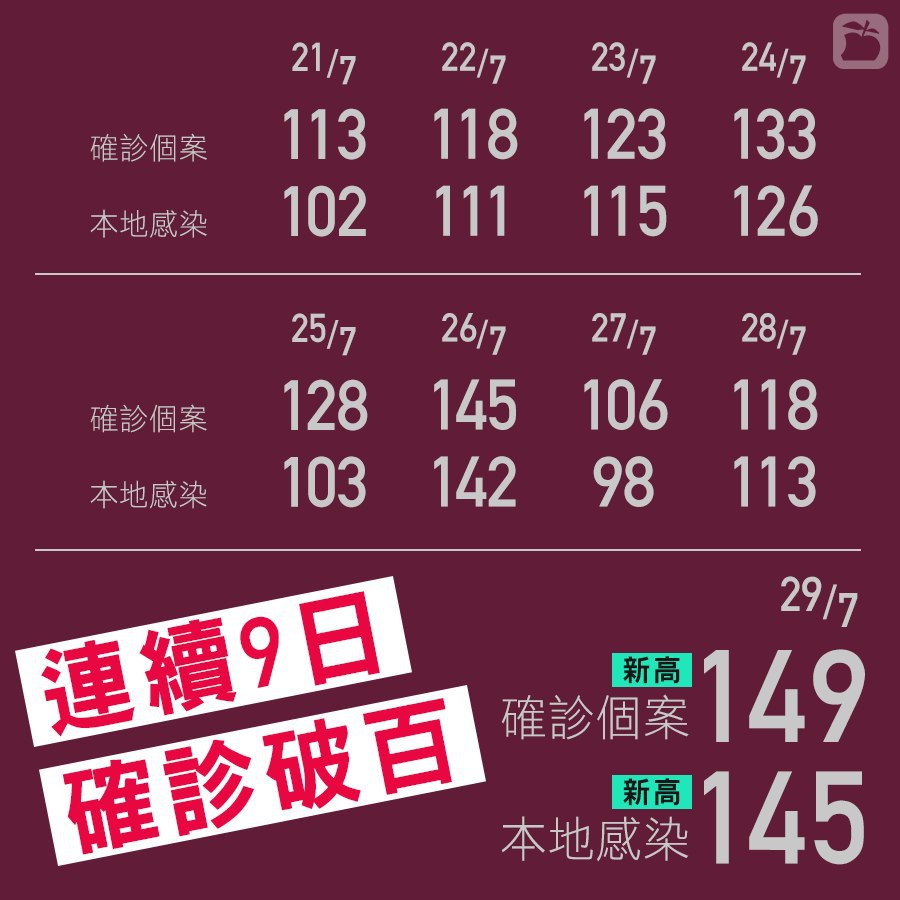 21/7 22/7 23/7 24/7
確診個案 113 118 123 133
本地感染 102 111 115 126
25/7 26/7 27/7 28/7
確診個案 128 145 106 118
本地感染 103 142 98 113
連續9日
確診破百
29/7
新高
確診個案 149
新高
本地感染 145